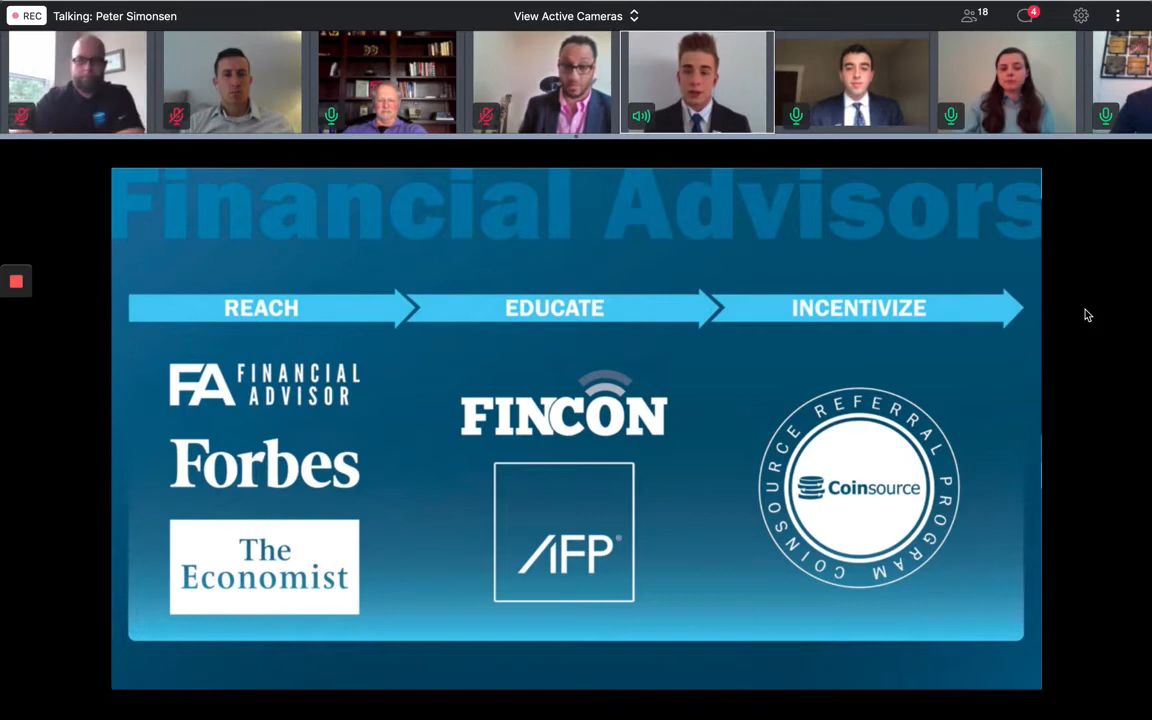 REC
Talking: Peter Simonsen
View Active Cameras
18
4
Financial Advisors
REACH
EDUCATE
INCENTIVIZE
FA FINANCIAL
ADVISOR
Forbes
The
Economist
FINCON
AFP®
COINSOURCE REFERRAL PROGRAM
Coinsource